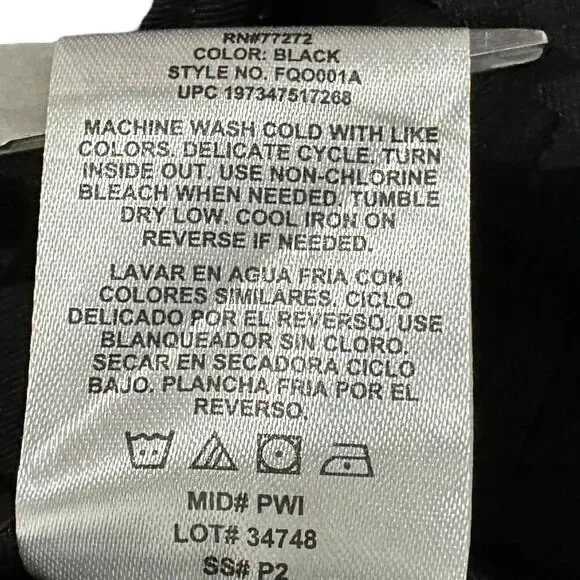 RN#77272
COLOR: BLACK
STYLE NO. FQO001A
UPC 197347517268
MACHINE WASH COLD WITH LIKE
COLORS. DELICATE CYCLE. TURN
INSIDE OUT. USE NON-CHLORINE
BLEACH WHEN NEEDED. TUMBLE
DRY LOW. COOL IRON ON
REVERSE IF NEEDED.
LAVAR EN AGUA FRIA CON
COLORES SIMILARES. CICLO
DELICADO POR EL REVERSO. USE
BLANQUEADOR SIN CLORO.
SECAR EN SECADORA CICLO
BAJO. PLANCHA FRIA POR EL
REVERSO.
MID# PWI
LOT# 34748
SS# P2